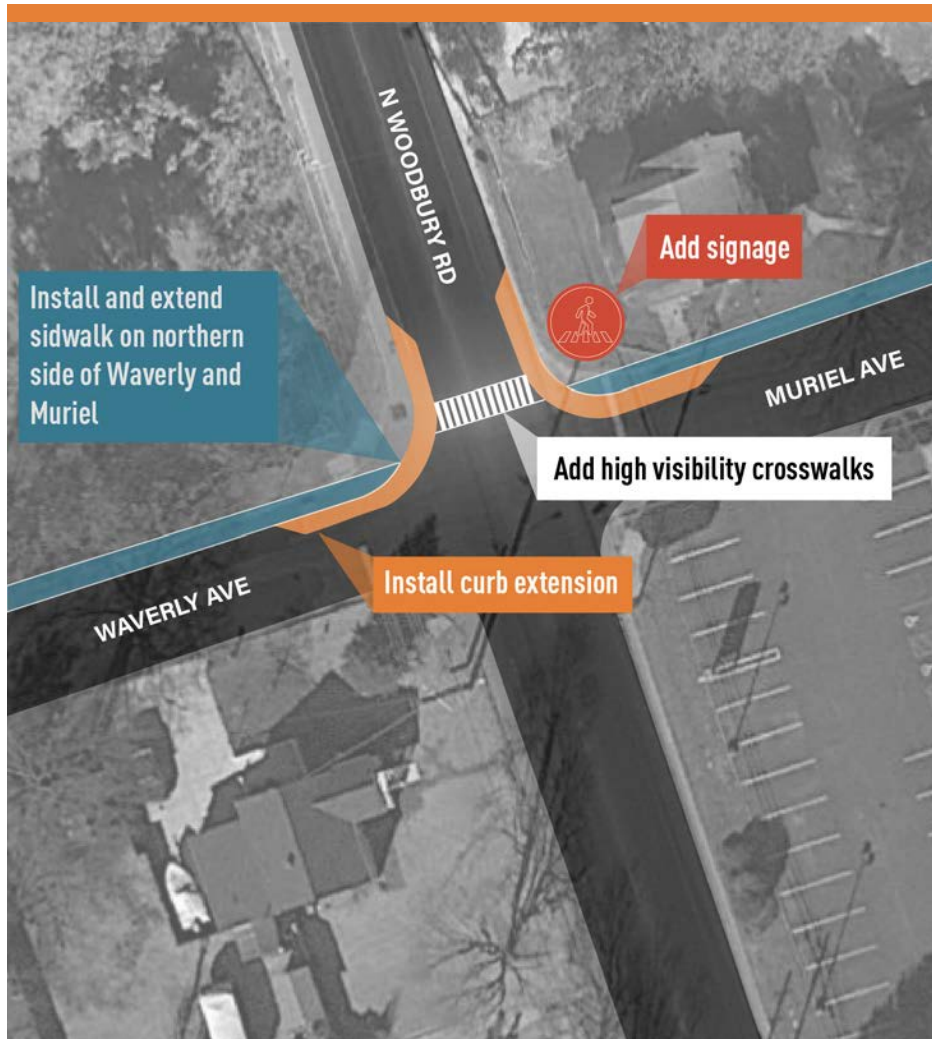 N WOODBURY RD
Add signage
Install and extend
sidwalk on northern
side of Waverly and
Muriel
MURIEL AVE
Add high visibility crosswalks
Install curb extension
WAVERLY AVE